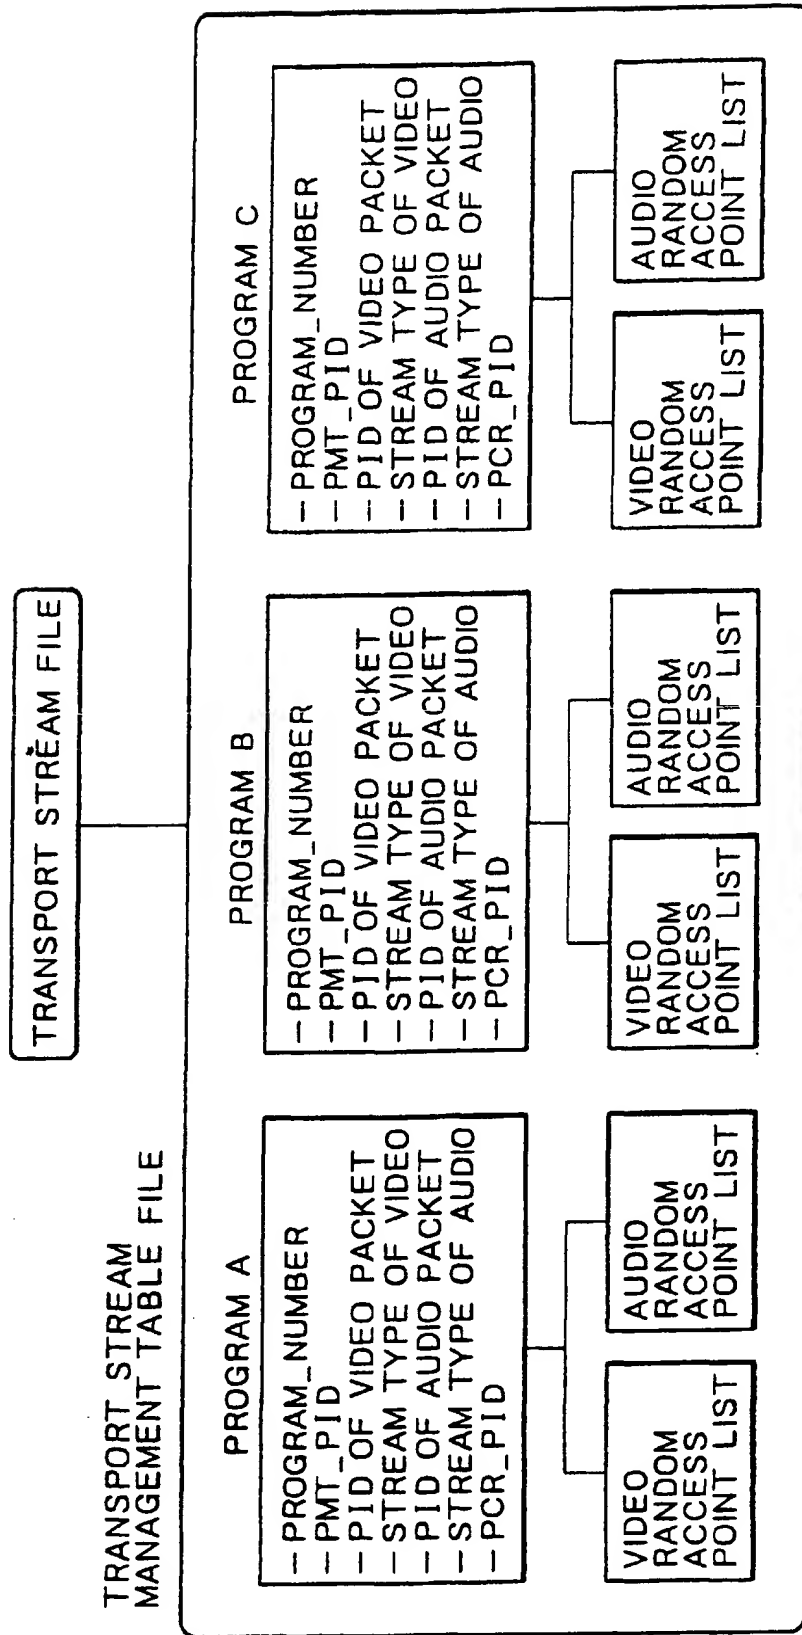 TRANSPORT STREAM FILE
TRANSPORT STREAM
MANAGEMENT TABLE FILE
PROGRAM A
- PROGRAM_NUMBER
- PMT_PID
- PID OF VIDEO PACKET
- STREAM TYPE OF VIDEO
- PID OF AUDIO PACKET
- STREAM TYPE OF AUDIO
- PCR_PID
VIDEO
RANDOM
ACCESS
POINT LIST
AUDIO
RANDOM
ACCESS
POINT LIST
PROGRAM B
- PROGRAM_NUMBER
- PMT_PID
- PID OF VIDEO PACKET
- STREAM TYPE OF VIDEO
- PID OF AUDIO PACKET
- STREAM TYPE OF AUDIO
- PCR_PID
VIDEO
RANDOM
ACCESS
POINT LIST
AUDIO
RANDOM
ACCESS
POINT LIST
PROGRAM C
- PROGRAM_NUMBER
- PMT_PID
- PID OF VIDEO PACKET
- STREAM TYPE OF VIDEO
- PID OF AUDIO PACKET
- STREAM TYPE OF AUDIO
- PCR_PID
VIDEO
RANDOM
ACCESS
POINT LIST
AUDIO
RANDOM
ACCESS
POINT LIST